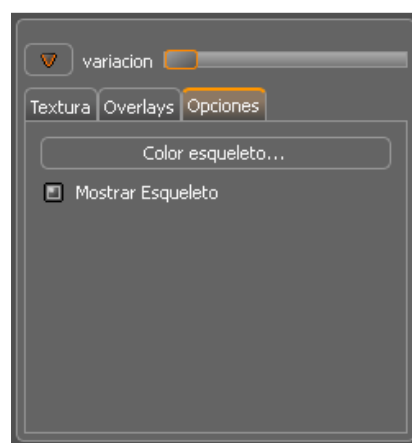 variacion
Textura Overlays Opciones
Color esqueleto...
Mostrar Esqueleto